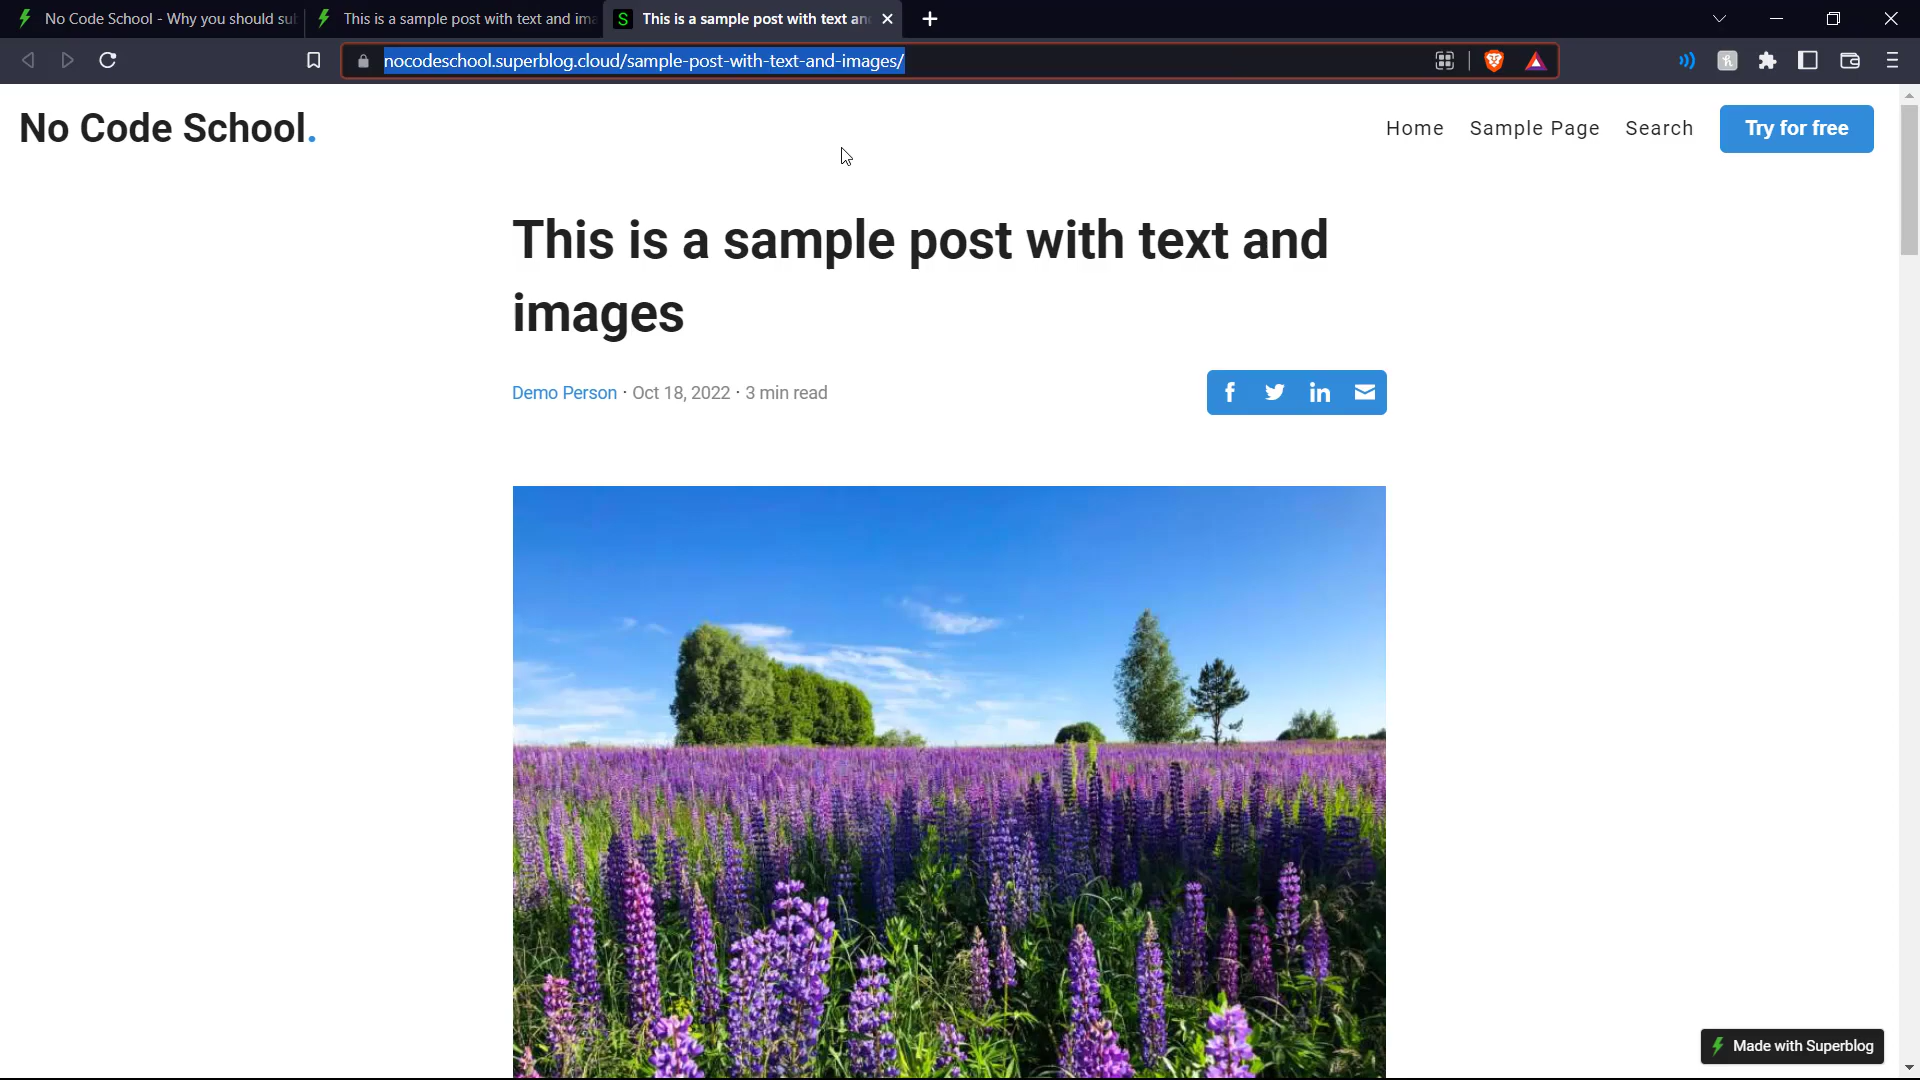 No Code School - Why you should su
This is a sample post with text and ima
S
This is a sample post with text an
nocodeschool.superblog.cloud/sample-post-with-text-and-images/
No Code School.
Home
Sample Page
Search
Try for free
This is a sample post with text and
images
Demo Person · Oct 18, 2022 · 3 min read
Made with Superblog